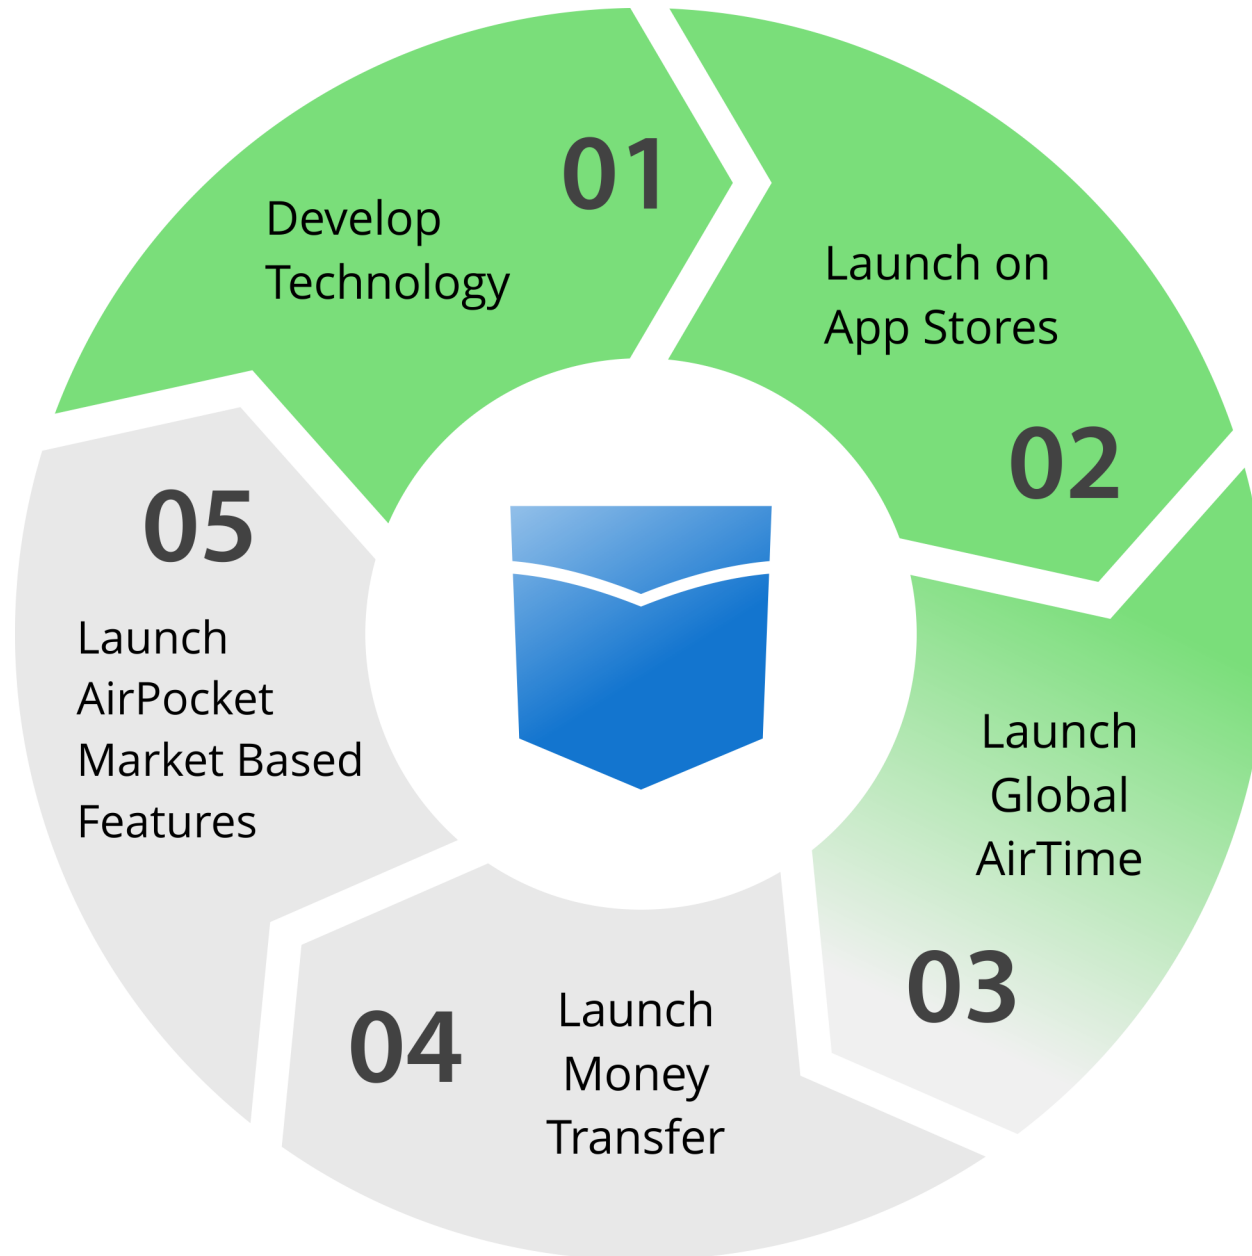 01
Develop
Technology
Launch on
App Stores
02
Launch
Global
AirTime
03
04
Launch
Money
Transfer
05
Launch
AirPocket
Market Based
Features